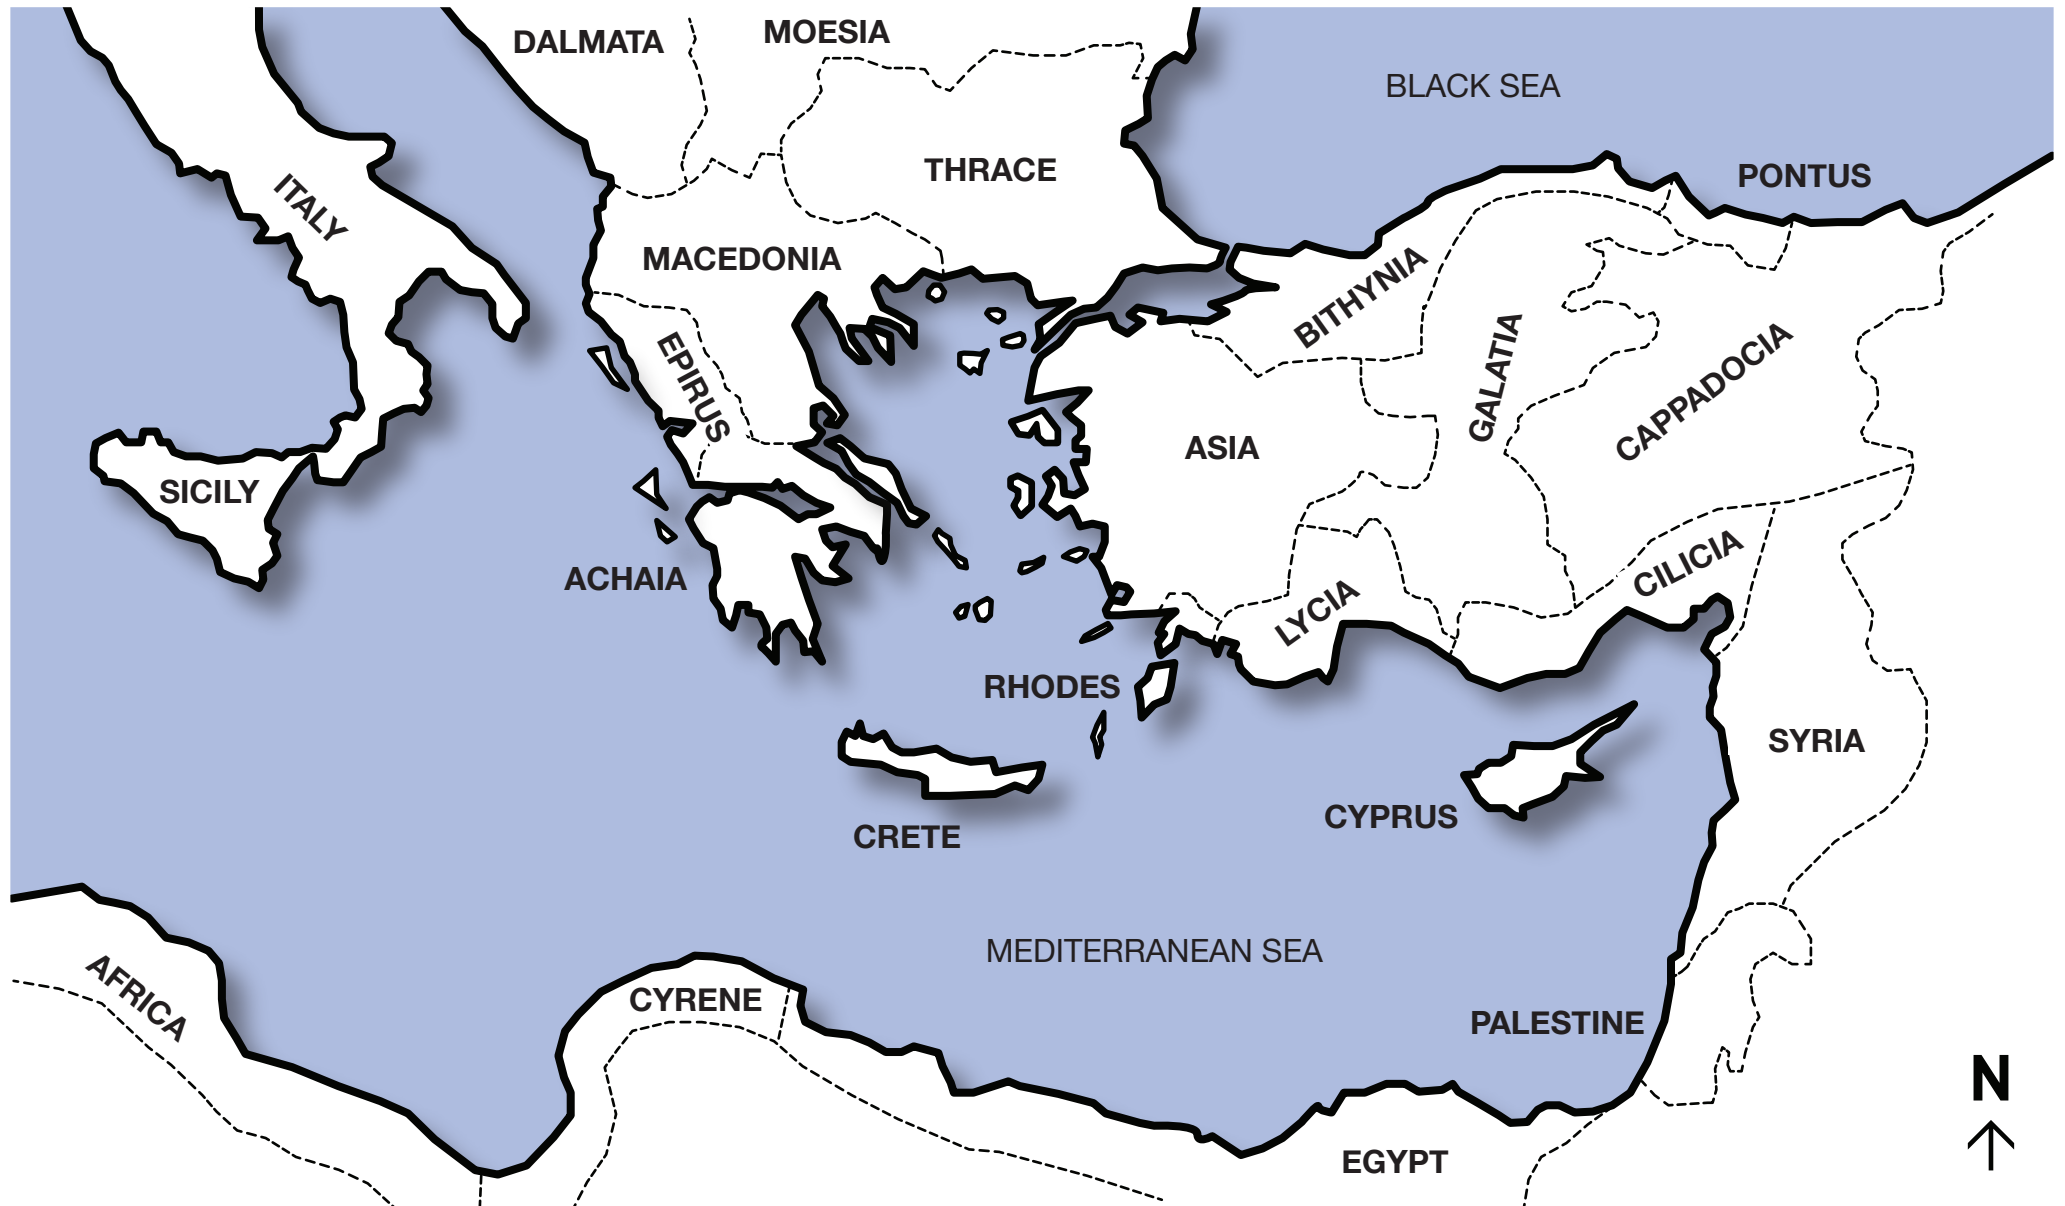 DALMATA
MOESIA
BLACK SEA
THRACE
PONTUS
ITALY
MACEDONIA
BITHYNIA
EPIRUS
GALATIA
CAPPADOCIA
ASIA
SICILY
ACHAIA
CILICIA
LYCIA
RHODES
SYRIA
CYPRUS
CRETE
MEDITERRANEAN SEA
AFRICA
CYRENE
PALESTINE
N
EGYPT